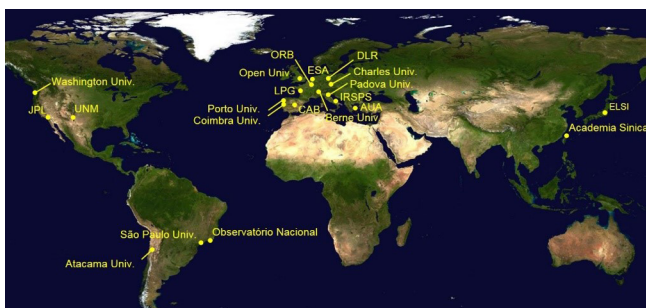 ORB
ESA
DLR
Open Univ.
Charles Univ.
Padova Univ.
Washington Univ.
LPG
IRSPS
ELSI
JPL
UNM
Porto Univ.
CAB
AUA
Coimbra Univ.
Berne Univ
Academia Sinica
São Paulo Univ.
Observatório Nacional
Atacama Univ.